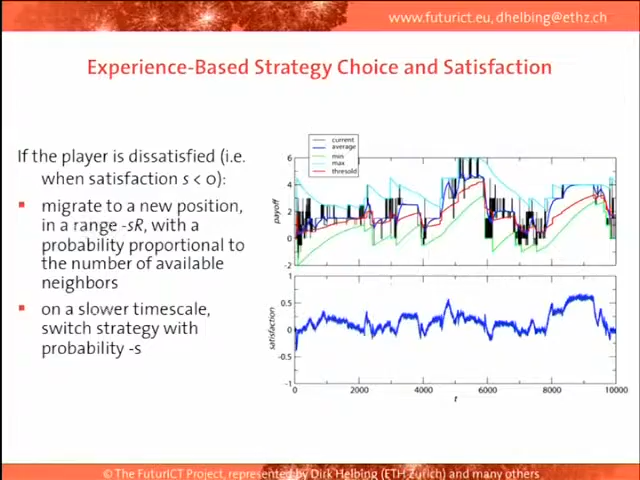 www.futurict.eu, dhelbing@ethz.ch
Experience-Based Strategy Choice and Satisfaction
If the player is dissatisfied (i.e.
when satisfaction s < 0):
migrate to a new position,
in a range -sR, with a
probability proportional to
the number of available
neighbors
on a slower timescale,
switch strategy with
probability -s
current
average
min
max
thresold
6
4
2
0
-2
payoff
1
0.5
0
-0.5
-1
satisfaction
0
2000
4000
6000
8000
10000
t
© The FuturICT Project, represented by Dirk Helbing (ETH Zurich) and many others